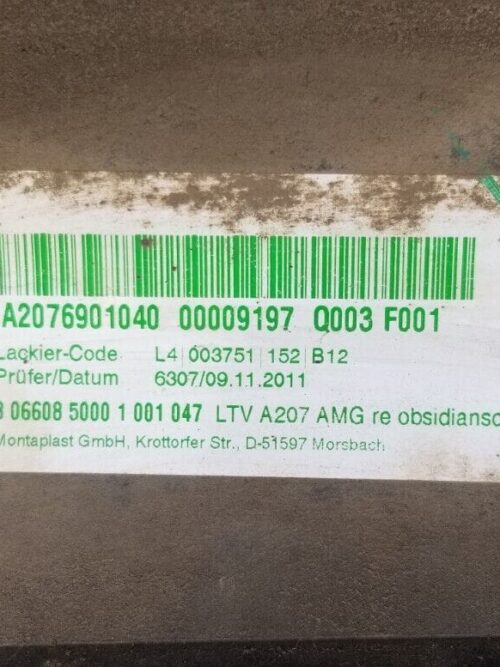 A2076901040 00009197 Q003 F001
Lackier-Code L4 003751 152 B12
Prüfer/Datum 6307/09.11.2011
06608 5000 1 001 047 LTV A207 AMG re obsidiansc
Montaplast GmbH, Krottorfer Str., D-51597 Morsbach